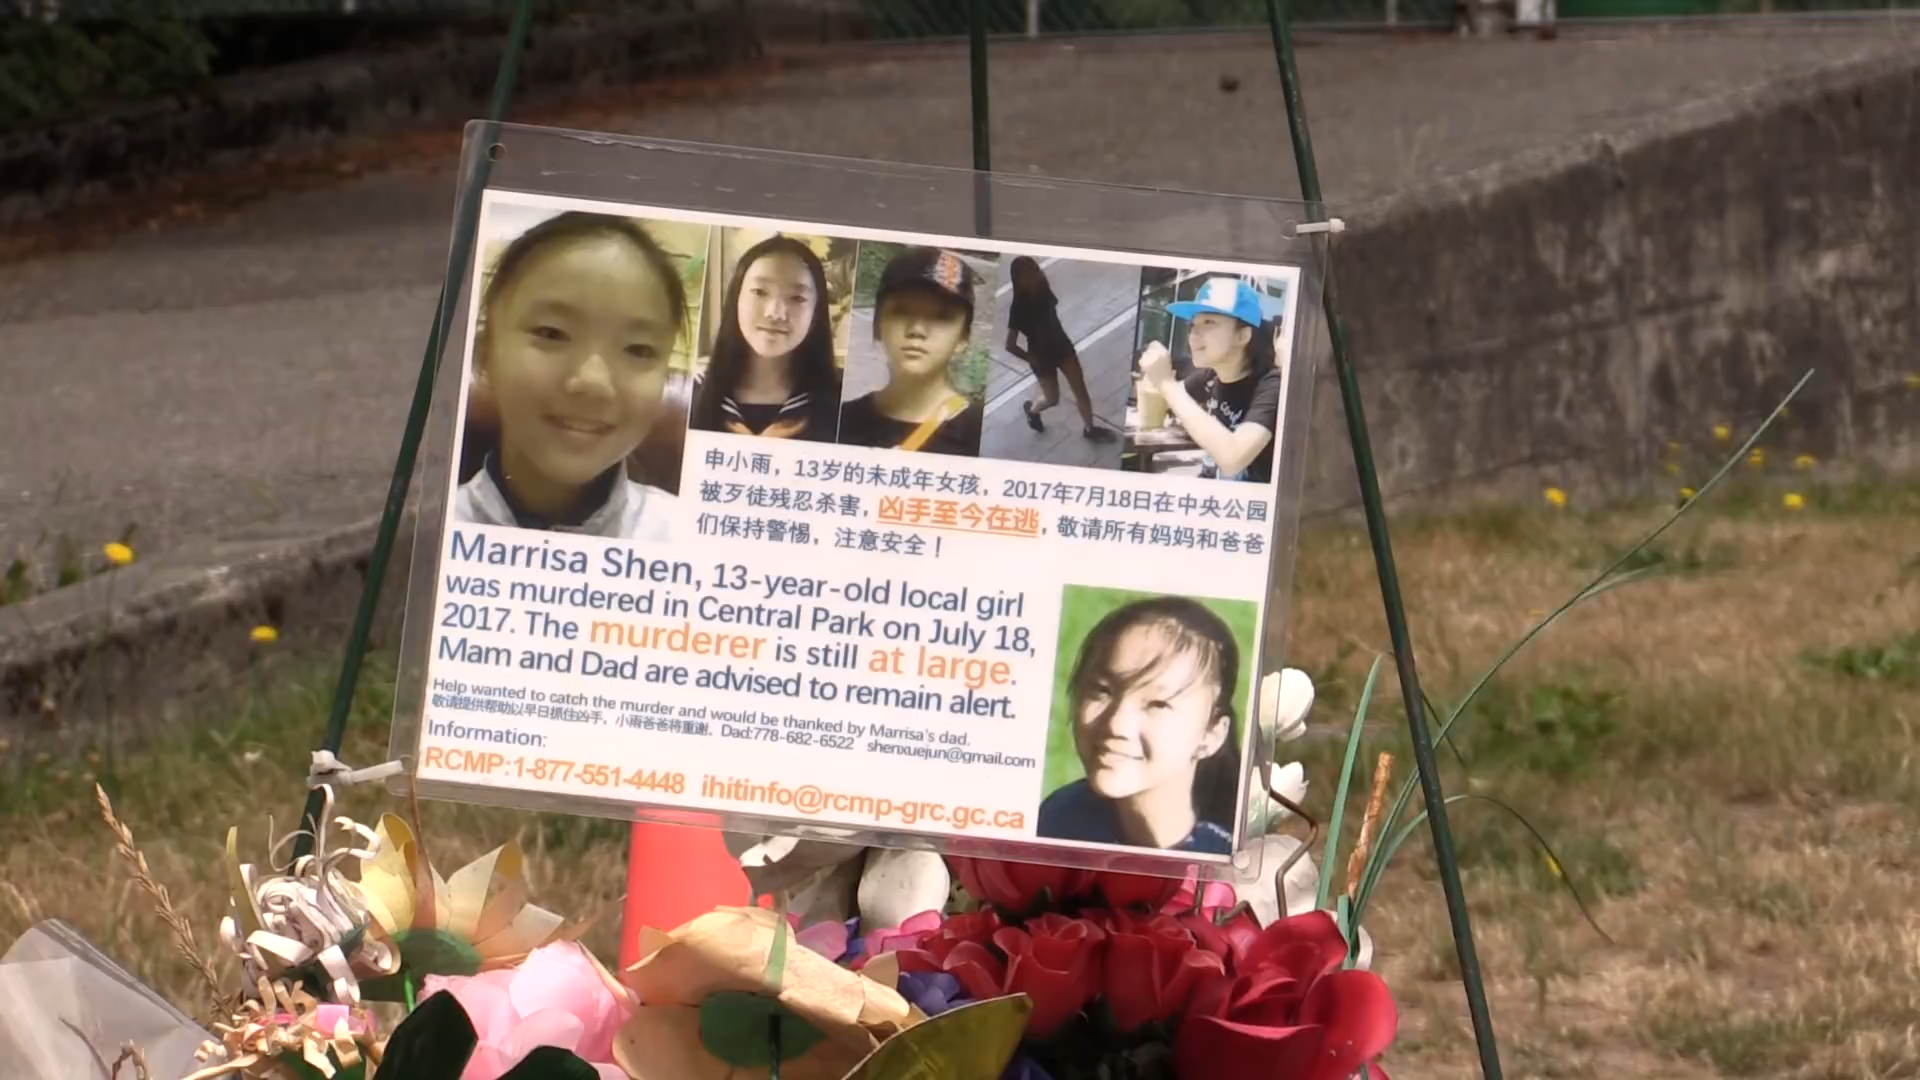 申小雨，13岁的未成年女孩，2017年7月18日在中央公园
被歹徒残忍杀害，凶手至今在逃，敬请所有妈妈和爸爸
们保持警惕，注意安全！
Marrisa Shen, 13-year-old local girl
was murdered in Central Park on July 18,
2017. The murderer is still at large.
Mam and Dad are advised to remain alert.
Help wanted to catch the murder and would be thanked by Marrisa's dad.
敬请提供帮助以早日抓住凶手，小雨爸爸将重谢。Dad:778-682-6522 shenxuejun@gmail.com
Information:
RCMP:1-877-551-4448 ihitinfo@rcmp-grc.gc.ca